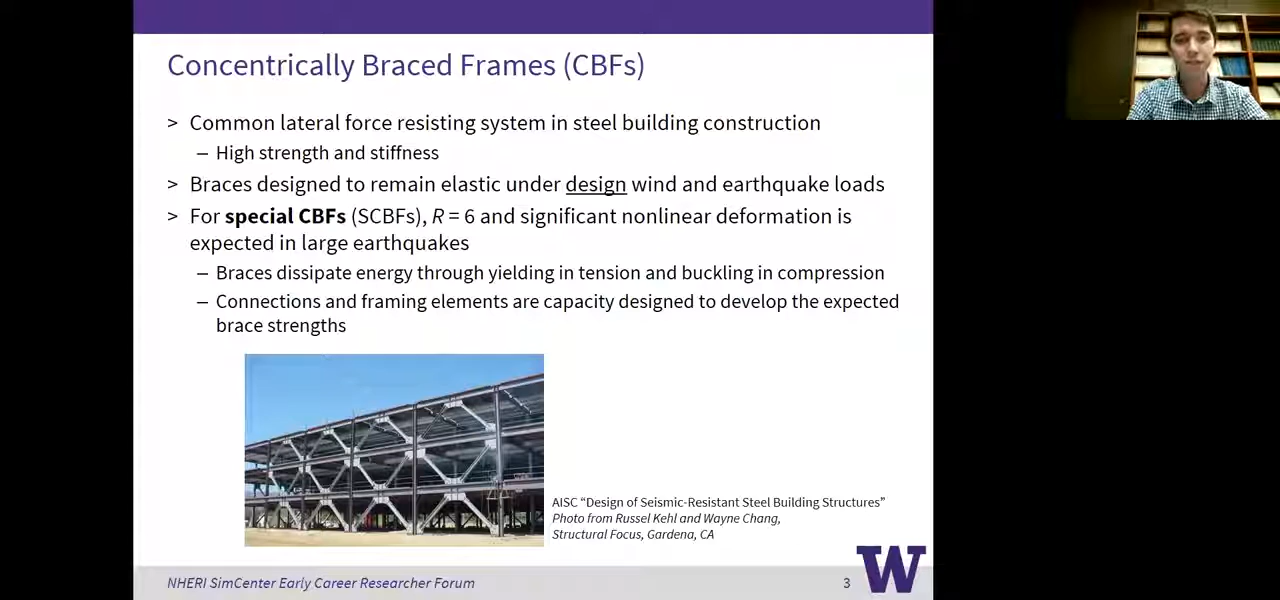 Concentrically Braced Frames (CBFs)
> Common lateral force resisting system in steel building construction
– High strength and stiffness
> Braces designed to remain elastic under design wind and earthquake loads
> For special CBFs (SCBFs), R = 6 and significant nonlinear deformation is
expected in large earthquakes
– Braces dissipate energy through yielding in tension and buckling in compression
– Connections and framing elements are capacity designed to develop the expected
brace strengths
AISC “Design of Seismic-Resistant Steel Building Structures”
Photo from Russel Kehl and Wayne Chang,
Structural Focus, Gardena, CA
NHERI SimCenter Early Career Researcher Forum
3
W